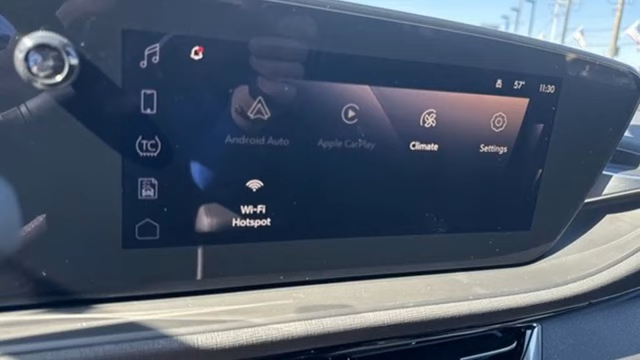 57° 11:30
TC
Android Auto
Apple CarPlay
Climate
Settings
Wi-Fi
Hotspot